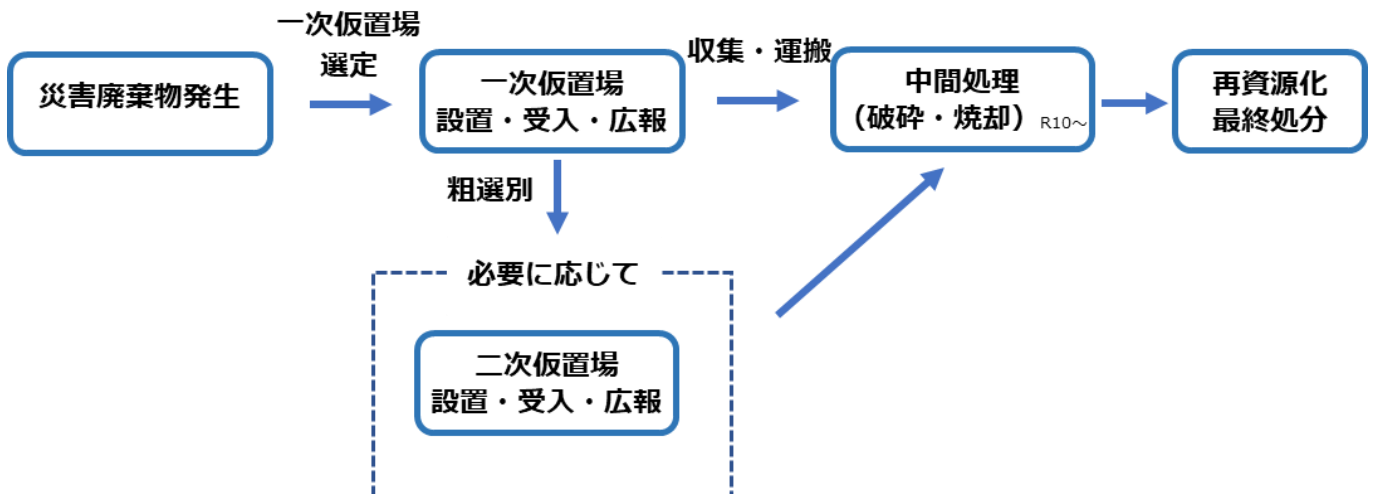 災害廃棄物発生
一次仮置場
選定
一次仮置場
設置・受入・広報
収集・運搬
中間処理
（破砕・焼却） R10～
再資源化
最終処分
粗選別
必要に応じて
二次仮置場
設置・受入・広報